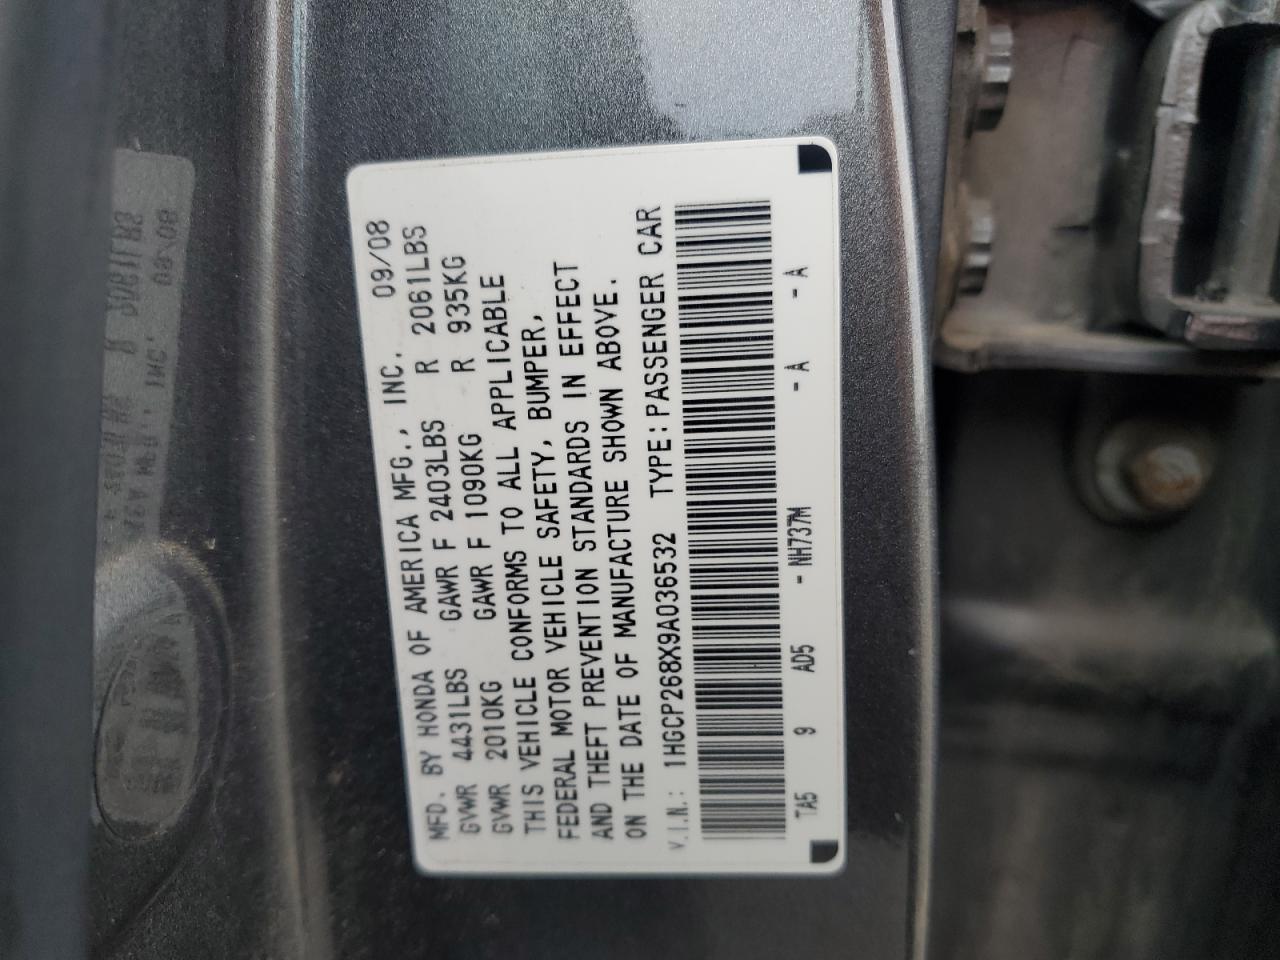 MFD. BY HONDA OF AMERICA MFG., INC. 09/08
GVWR 4431LBS GAWR F 2403LBS R 2061LBS
GVWR 2010KG GAWR F 1090KG R 935KG
THIS VEHICLE CONFORMS TO ALL APPLICABLE
FEDERAL MOTOR VEHICLE SAFETY, BUMPER,
AND THEFT PREVENTION STANDARDS IN EFFECT
ON THE DATE OF MANUFACTURE SHOWN ABOVE.
V.I.N.: 1HGCP268X9A036532 TYPE: PASSENGER CAR
TA5 9 AD5 - NH737M - A - A